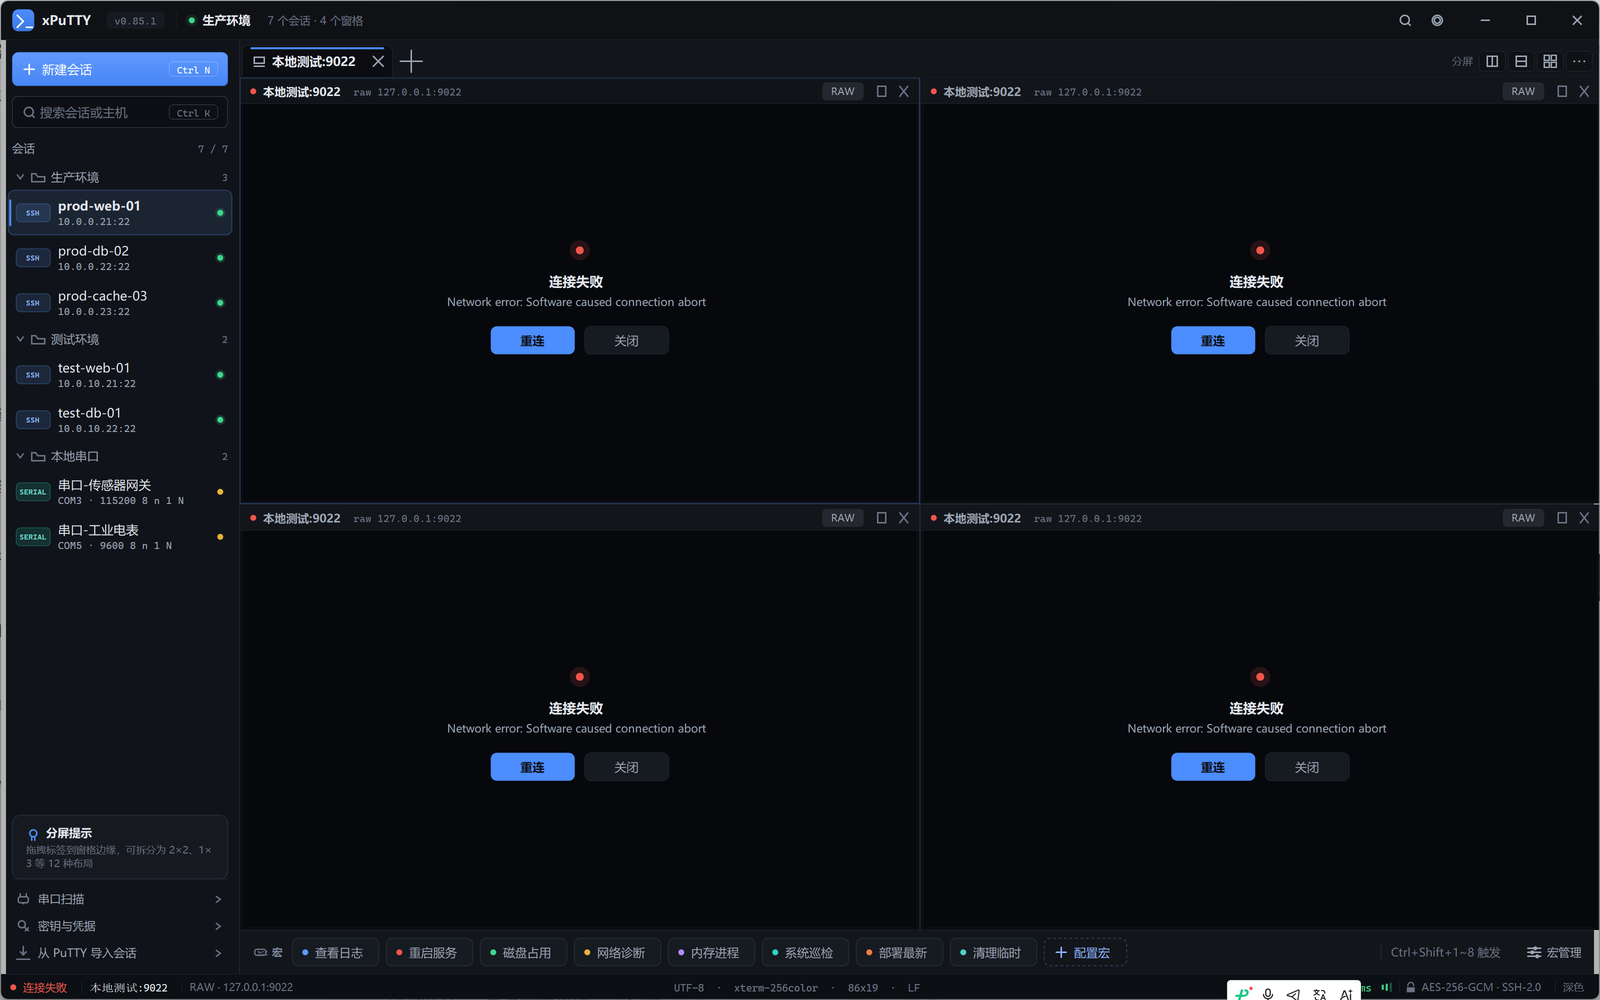 xPuTTY v0.85.1 生产环境 7 个会话 · 4 个窗格
新建会话 Ctrl N
搜索会话或主机 Ctrl K
会话 7 / 7
生产环境 3
SSH prod-web-01
10.0.0.21:22
SSH prod-db-02
10.0.0.22:22
SSH prod-cache-03
10.0.0.23:22
测试环境 2
SSH test-web-01
10.0.10.21:22
SSH test-db-01
10.0.10.22:22
本地串口 2
SERIAL 串口-传感器网关
COM3 · 115200 8 n 1 N
SERIAL 串口-工业电表
COM5 · 9600 8 n 1 N
分屏提示
拖拽标签到窗格边缘，可拆分为 2×2、1×
3 等 12 种布局
串口扫描
密钥与凭据
从 PuTTY 导入会话
本地测试:9022
分屏
本地测试:9022 raw 127.0.0.1:9022 RAW
连接失败
Network error: Software caused connection abort
重连 关闭
本地测试:9022 raw 127.0.0.1:9022 RAW
连接失败
Network error: Software caused connection abort
重连 关闭
本地测试:9022 raw 127.0.0.1:9022 RAW
连接失败
Network error: Software caused connection abort
重连 关闭
本地测试:9022 raw 127.0.0.1:9022 RAW
连接失败
Network error: Software caused connection abort
重连 关闭
宏 查看日志 重启服务 磁盘占用 网络诊断 内存进程 系统巡检 部署最新 清理临时 配置宏 Ctrl+Shift+1~8 触发 宏管理
连接失败 本地测试:9022 RAW · 127.0.0.1:9022 UTF-8 · xterm-256color · 86x19 · LF ms AES-256-GCM · SSH-2.0 深色